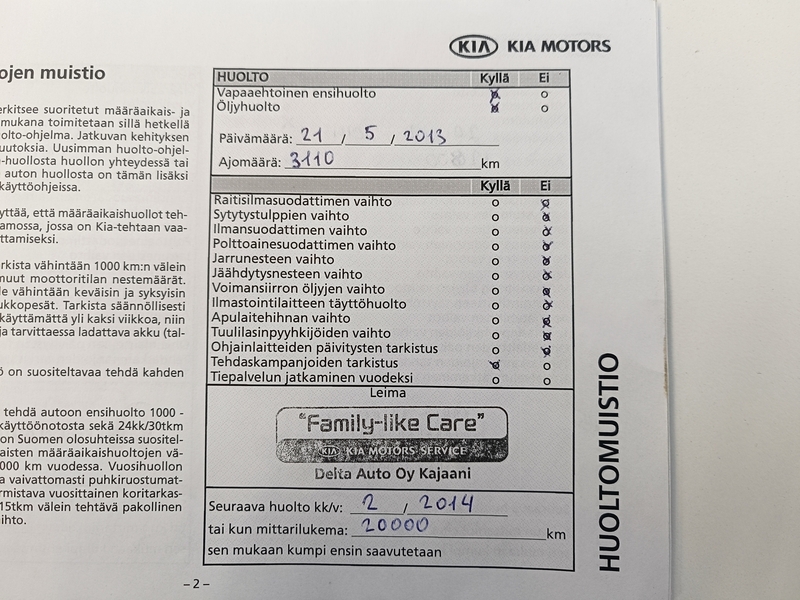 KIA KIA MOTORS
ojen muistio
erkitsee suoritetut määräaikais- ja
mukana toimitetaan sillä hetkellä
olto-ohjelma. Jatkuvan kehityksen
uutoksia. Uusimman huolto-ohjel-
-huollosta huollon yhteydessä tai
auton huollosta on tämän lisäksi
käyttöohjeissa.
yttää, että määräaikaishuollot teh-
amossa, jossa on Kia-tehtaan vaa-
ttamiseksi.
rkista vähintään 1000 km:n välein
muut moottoritilan nestemäärät.
le vähintään keväisin ja syksyisin
ukkopesät. Tarkista säännöllisesti
käyttämättä yli kaksi viikkoa, niin
ja tarvittaessa ladattava akku (tal-
ö on suositeltavaa tehdä kahden
tehdä autoon ensihuolto 1000 -
käyttöönotosta sekä 24kk/30tkm
on Suomen olosuhteissa suositel-
aisten määräaikaishuoltojen vä-
000 km vuodessa. Vuosihuollon
a vaivattomasti puhkiruostumat-
rmistava vuosittainen koritarkas-
15tkm välein tehtävä pakollinen
ihto.
HUOLTO Kyllä Ei
Vapaaehtoinen ensihuolto o
Öljyhuolto o
Päivämäärä: 21 / 5 / 2013
Ajomäärä: 3110 km
Kyllä Ei
Raitisilmasuodattimen vaihto o
Sytytystulppien vaihto o
Ilmansuodattimen vaihto o
Polttoainesuodattimen vaihto o
Jarrunesteen vaihto o
Jäähdytysnesteen vaihto o
Voimansiirron öljyjen vaihto o
Ilmastointilaitteen täyttöhuolto o
Apulaitehihnan vaihto o
Tuulilasinpyyhkijöiden vaihto o
Ohjainlaitteiden päivitysten tarkistus o
Tehdaskampanjoiden tarkistus o
Tiepalvelun jatkaminen vuodeksi o o
Leima
"Family-like Care"
KIA KIA MOTORS SERVICE
Delta Auto Oy Kajaani
Seuraava huolto kk/v: 2 / 2014
tai kun mittarilukema: 20000 km
sen mukaan kumpi ensin saavutetaan
HUOLTOMUISTIO
– 2 –